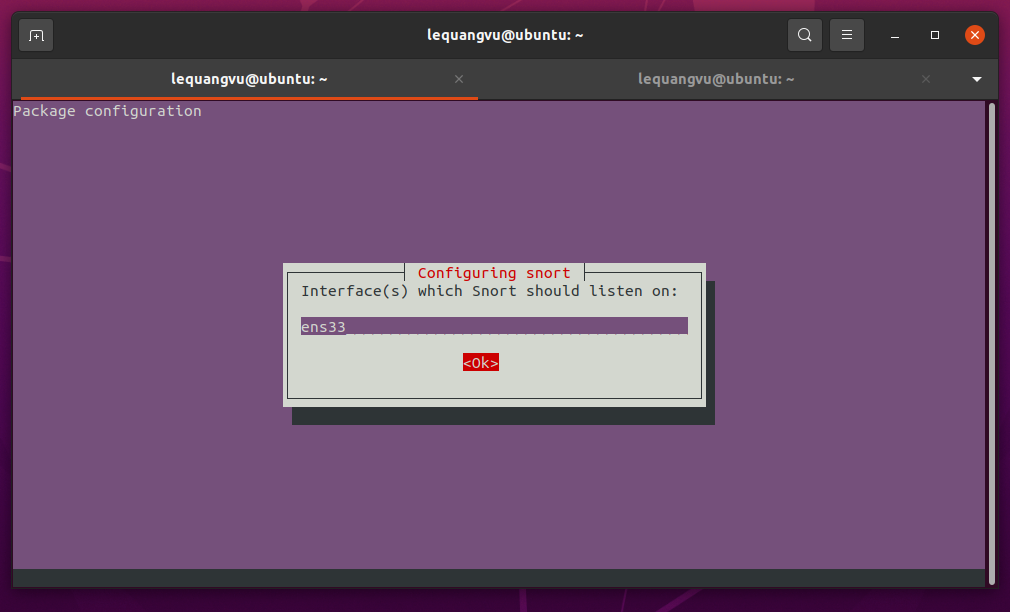 lequangvu@ubuntu: ~
lequangvu@ubuntu: ~
lequangvu@ubuntu: ~
Package configuration
Configuring snort
Interface(s) which Snort should listen on:
ens33
<Ok>